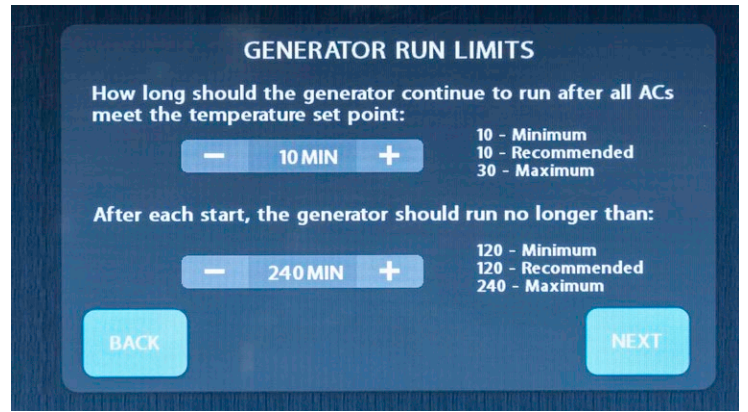 GENERATOR RUN LIMITS
How long should the generator continue to run after all ACs
meet the temperature set point:
10 - Minimum
− 10 MIN +
10 - Recommended
30 - Maximum
After each start, the generator should run no longer than:
120 - Minimum
− 240 MIN +
120 - Recommended
240 - Maximum
BACK
NEXT